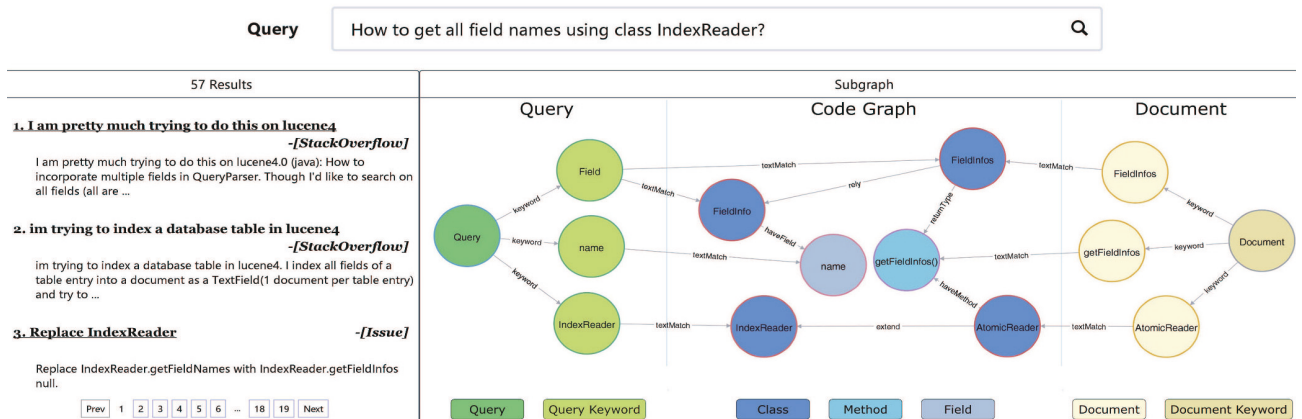 Query
How to get all field names using class IndexReader?
57 Results
1. I am pretty much trying to do this on lucene4
-[StackOverflow]
I am pretty much trying to do this on lucene4.0 (java): How to
incorporate multiple fields in QueryParser. Though I'd like to search on
all fields (all are ...
2. im trying to index a database table in lucene4
-[StackOverflow]
im trying to index a database table in lucene4. I index all fields of a
table entry into a document as a TextField(1 document per table entry)
and try to ...
3. Replace IndexReader -[Issue]
Replace IndexReader.getFieldNames with IndexReader.getFieldInfos
null.
Prev 1 2 3 4 5 6 ... 18 19 Next
Subgraph
Query Code Graph Document
Field
textMatch
FieldInfos
textMatch
FieldInfos
keyword
textMatch
rely
FieldInfo
returnType
keyword
Query
keyword
name
haveField
textMatch
name
getFieldInfos()
textMatch
getFieldInfos
keyword
Document
keyword
haveMethod
keyword
IndexReader
textMatch
IndexReader
extend
AtomicReader
textMatch
AtomicReader
Query Query Keyword Class Method Field Document Document Keyword